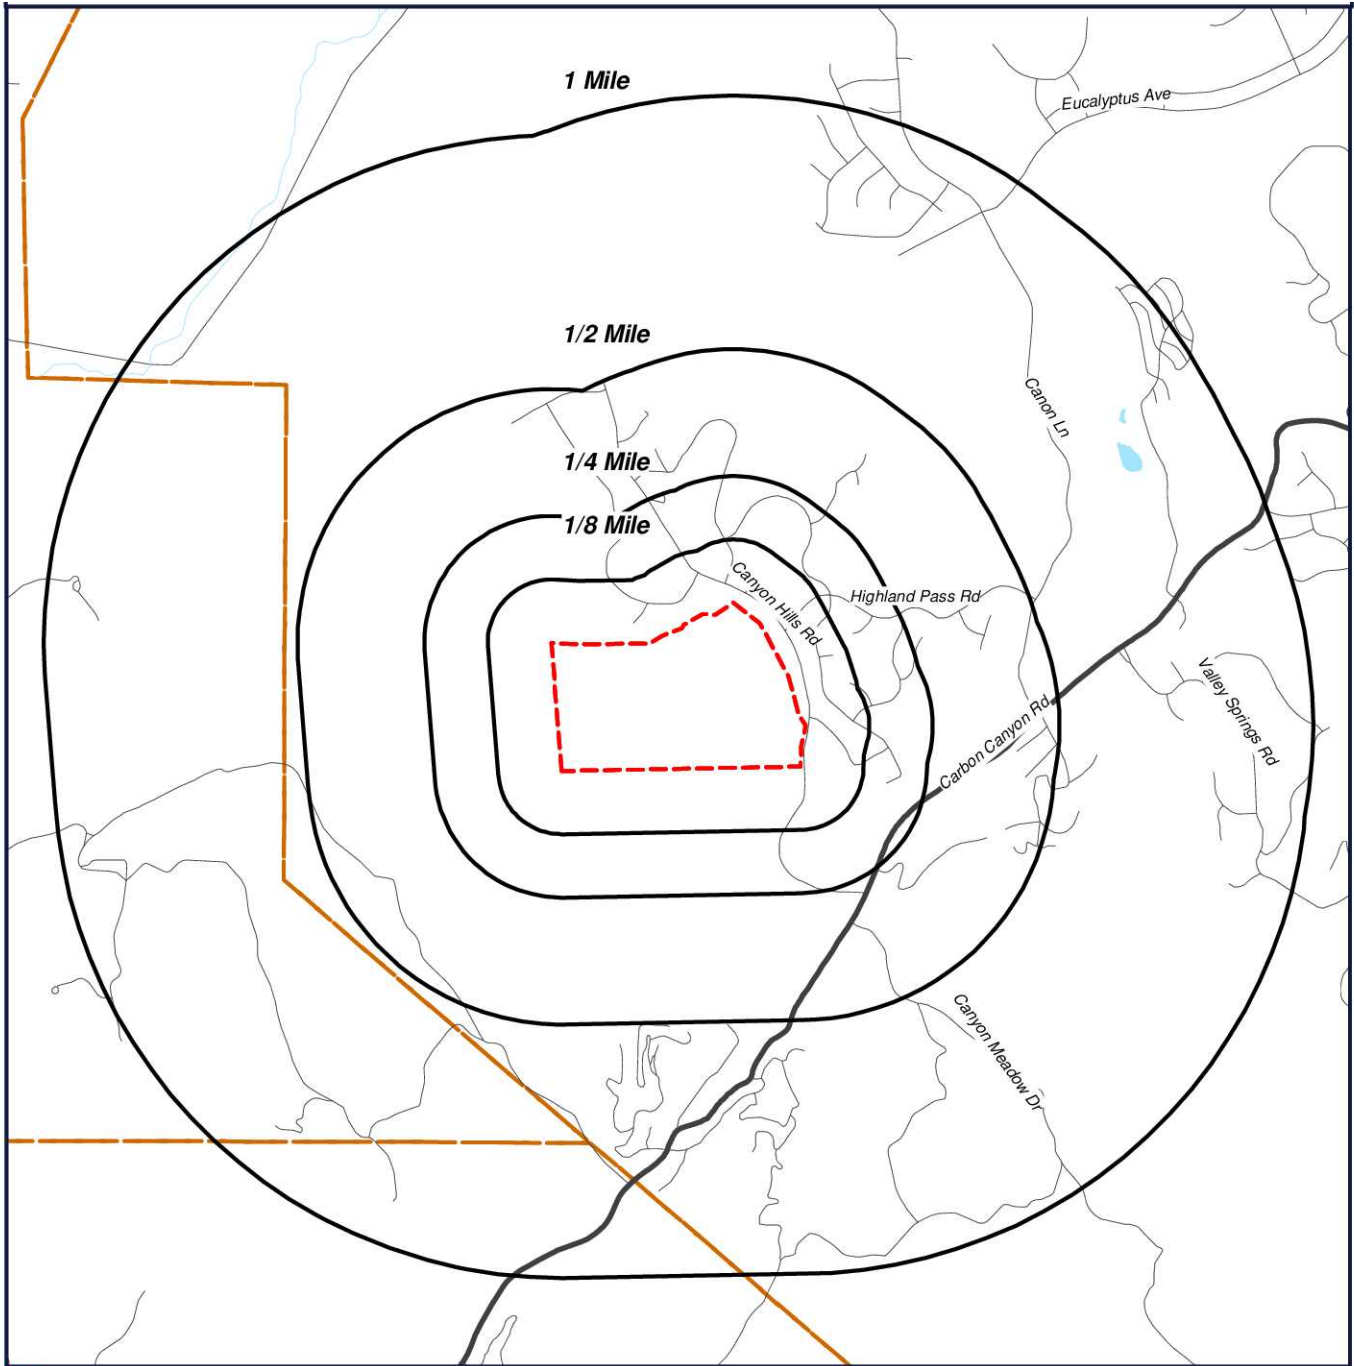 1 Mile
Eucalyptus Ave
1/2 Mile
Canon Ln
1/4 Mile
1/8 Mile
Canyon Hills Rd
Highland Pass Rd
Valley Springs Rd
Carbon Canyon Rd
Canyon Meadow Dr